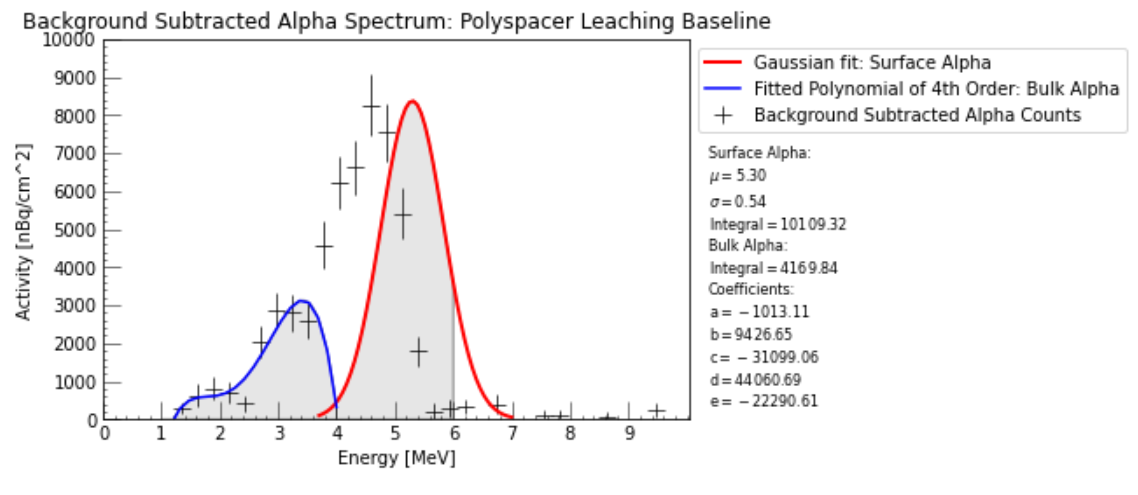 Background Subtracted Alpha Spectrum: Polyspacer Leaching Baseline
10000
9000
8000
7000
6000
5000
4000
3000
2000
1000
0
Activity [nBq/cm^2]
0 1 2 3 4 5 6 7 8 9
Energy [MeV]
Gaussian fit: Surface Alpha
Fitted Polynomial of 4th Order: Bulk Alpha
Background Subtracted Alpha Counts
Surface Alpha:
μ = 5.30
σ = 0.54
Integral = 10109.32
Bulk Alpha:
Integral = 4169.84
Coefficients:
a = −1013.11
b = 9426.65
c = −31099.06
d = 44060.69
e = −22290.61